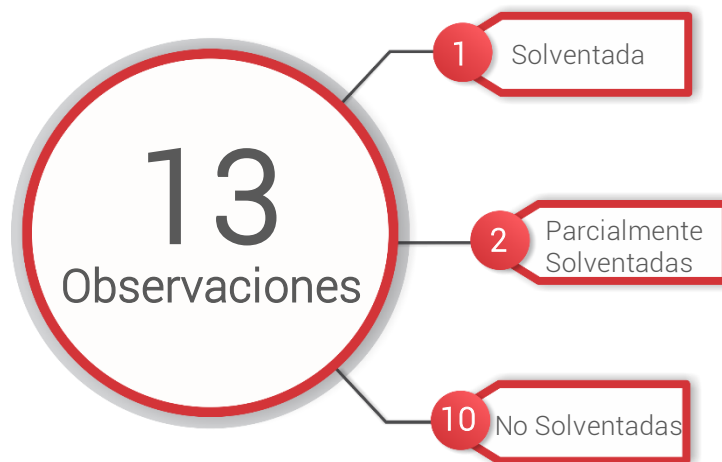 13
Observaciones
1
Solventada
2
Parcialmente
Solventadas
10
No Solventadas